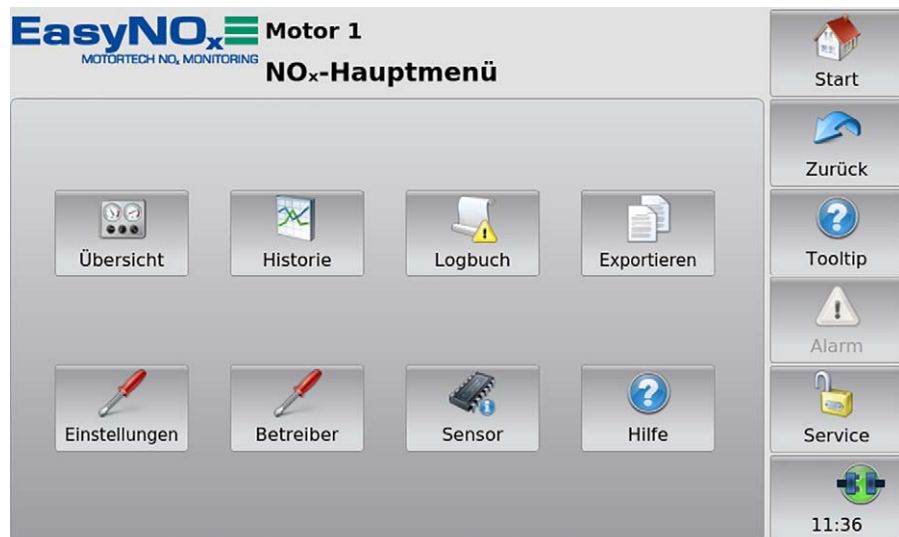 EasyNOx
MOTORTECH NOx MONITORING
Motor 1
NOx-Hauptmenü
Übersicht
Historie
Logbuch
Exportieren
Einstellungen
Betreiber
Sensor
Hilfe
Start
Zurück
Tooltip
Alarm
Service
11:36